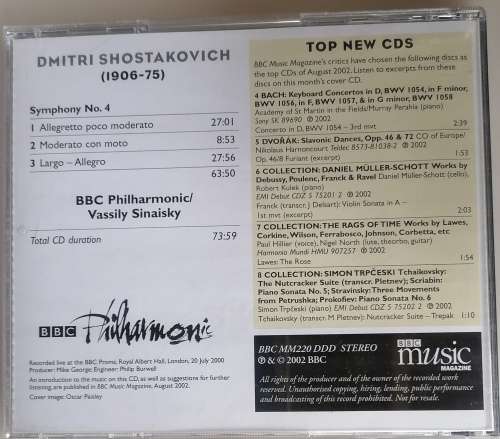 DMITRI SHOSTAKOVICH
(1906-75)
Symphony No. 4
1 Allegretto poco moderato 27:01
2 Moderato con moto 8:53
3 Largo – Allegro 27:56
63:50
BBC Philharmonic/
Vassily Sinaisky
Total CD duration 73:59
BBC Philharmonic
Recorded live at the BBC Proms, Royal Albert Hall, London, 20 July 2000
Producer: Mike George; Engineer: Philip Burwell
An introduction to the music on this CD, as well as suggestions for further
listening, are published in BBC Music Magazine, August 2002.
Cover image: Oscar Paisley
TOP NEW CDS
BBC Music Magazine's critics have chosen the following discs as
the top CDs of August 2002. Listen to excerpts from these
discs on this month's cover CD.
4 BACH: Keyboard Concertos in D, BWV 1054, in F minor,
BWV 1056, in F, BWV 1057, & in G minor, BWV 1058
Academy of St Martin in the Fields/Murray Perahia (piano)
Sony SK 89690 ℗ 2002
Concerto in D, BWV 1054 – 3rd mvt 2:39
5 DVOŘÁK: Slavonic Dances, Opp. 46 & 72 CO of Europe/
Nikolaus Harnoncourt Teldec 8573-81038-2 ℗ 2002
Op. 46/8 Furiant (excerpt) 1:53
6 COLLECTION: DANIEL MÜLLER-SCHOTT Works by
Debussy, Poulenc, Franck & Ravel Daniel Müller-Schott (cello),
Robert Kulek (piano)
EMI Debut CDZ 5 75201 2 ℗ 2002
Franck (transcr. J Delsart): Violin Sonata in A –
1st mvt (excerpt) 2:03
7 COLLECTION: THE RAGS OF TIME Works by Lawes,
Corkine, Wilson, Ferrabosco, Johnson, Corbetta, etc
Paul Hillier (voice), Nigel North (lute, theorbo, guitar)
Harmonia Mundi HMU 907257 ℗ 2002
Lawes: The Rose 1:54
8 COLLECTION: SIMON TRPČESKI Tchaikovsky:
The Nutcracker Suite (transcr. Pletnev); Scriabin:
Piano Sonata No. 5; Stravinsky: Three Movements
from Petrushka; Prokofiev: Piano Sonata No. 6
Simon Trpčeski (piano) EMI Debut CDZ 5 75202 2 ℗ 2002
Tchaikovsky (transcr. M Pletnev): Nutcracker Suite – Trepak 1:10
BBC MM220 DDD STEREO
℗ & © 2002 BBC
BBC music
MAGAZINE
All rights of the producer and of the owner of the recorded work
reserved. Unauthorised copying, hiring, lending, public performance
and broadcasting of this record prohibited. Not for resale.